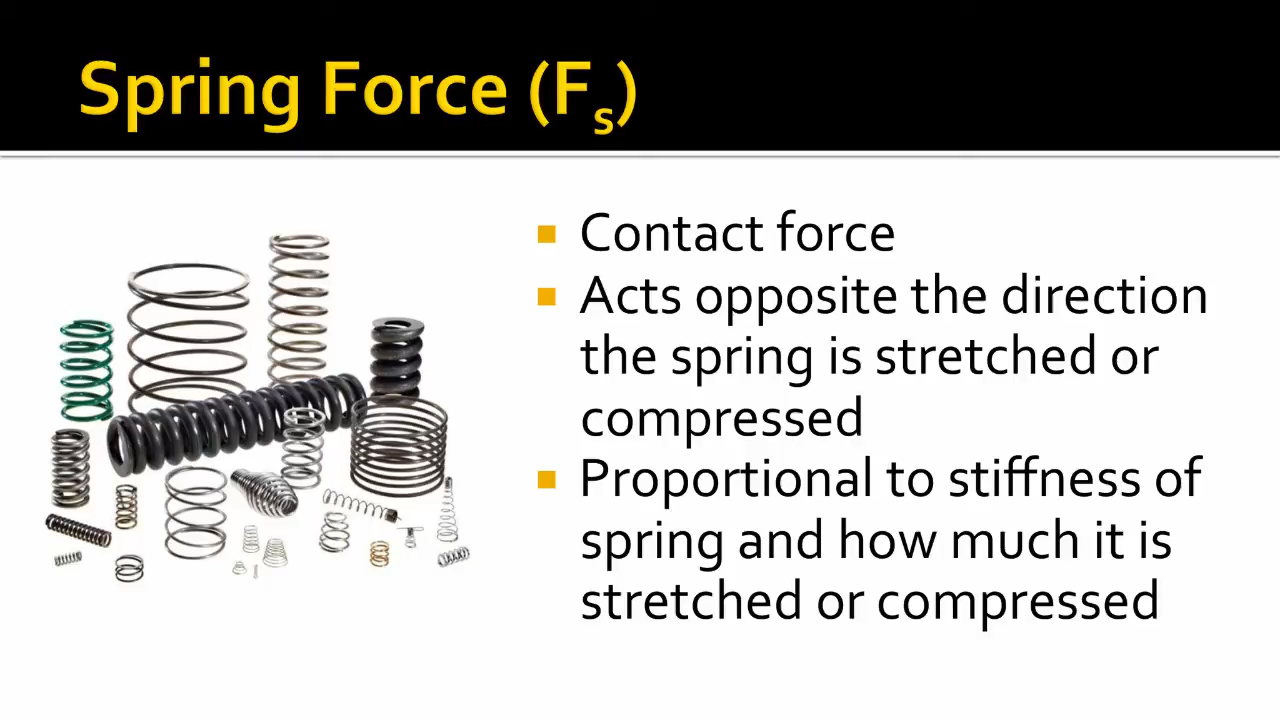 Spring Force (Fs)
▪ Contact force
▪ Acts opposite the direction
the spring is stretched or
compressed
▪ Proportional to stiffness of
spring and how much it is
stretched or compressed